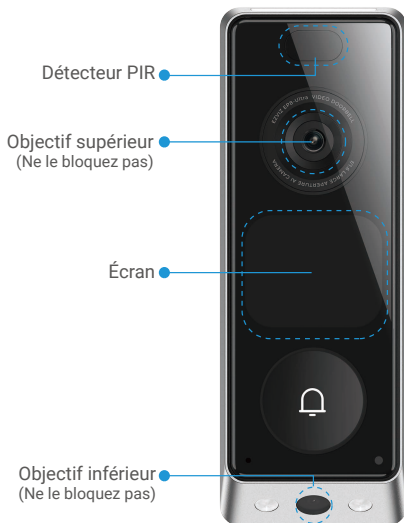 Détecteur PIR
Objectif supérieur
(Ne le bloquez pas)
Écran
Objectif inférieur
(Ne le bloquez pas)